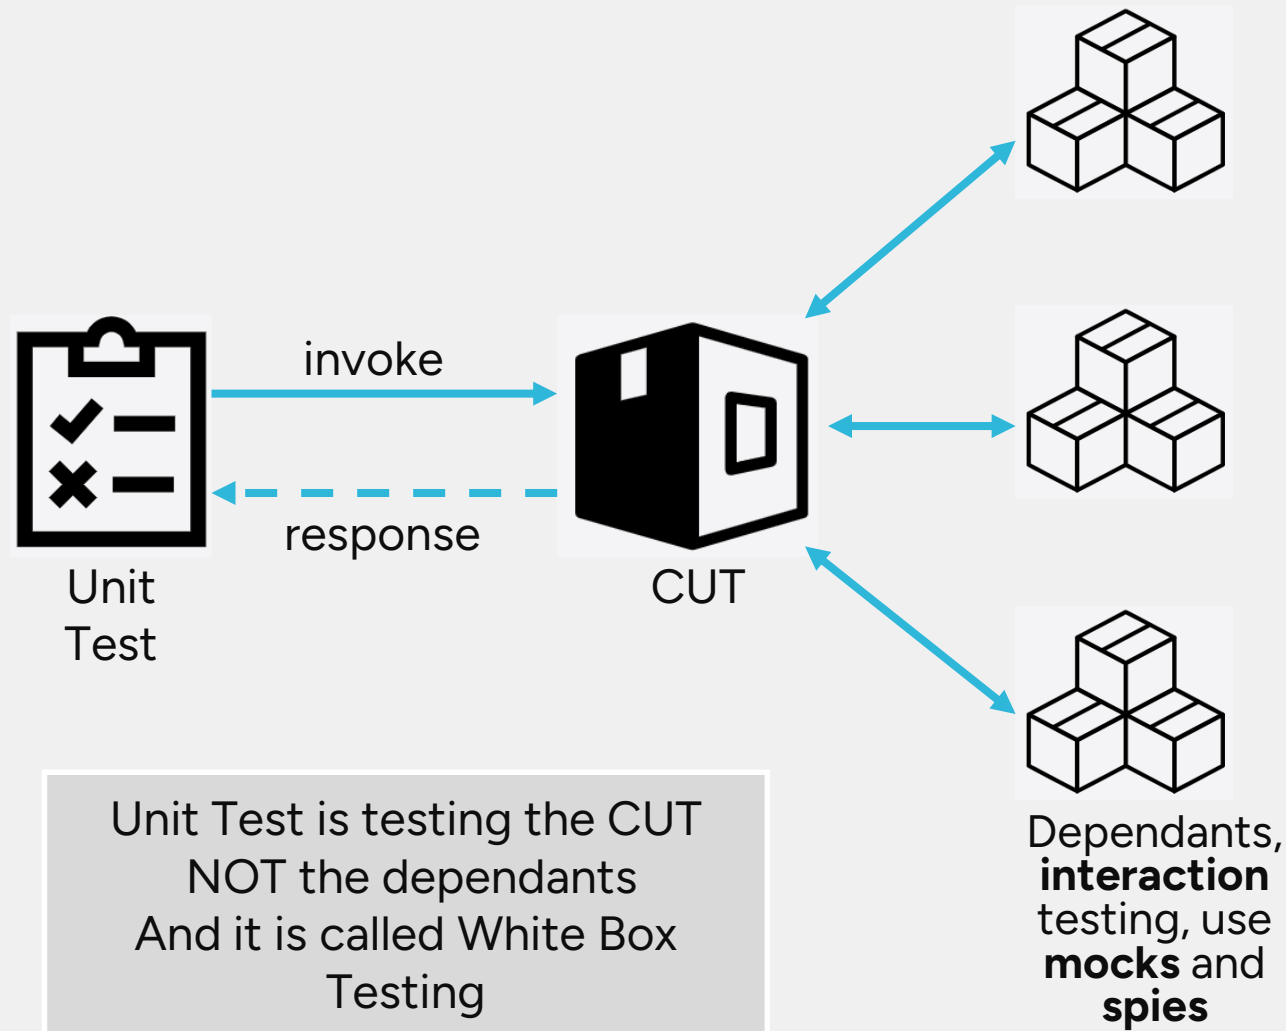 invoke
response
Unit
Test
CUT
Unit Test is testing the CUT
NOT the dependants
And it is called White Box
Testing
Dependants,
interaction
testing, use
mocks and
spies